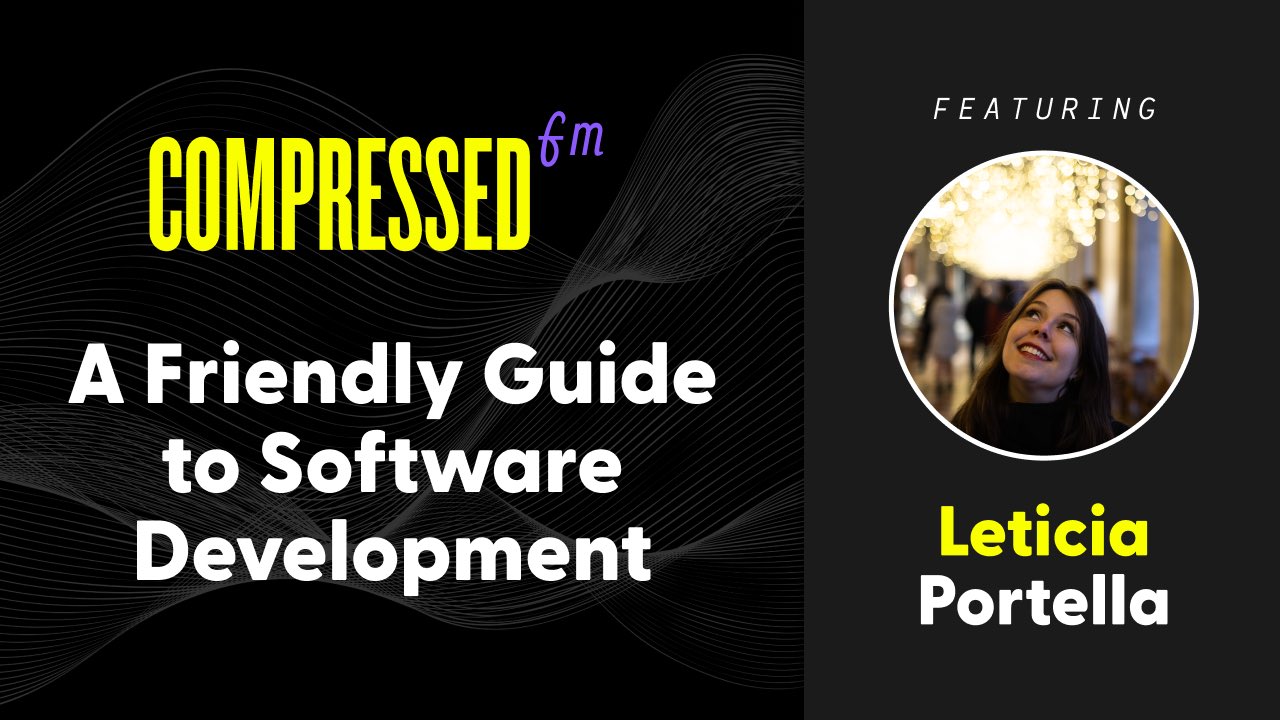 COMPRESSED fm
A Friendly Guide
to Software
Development
FEATURING
Leticia
Portella